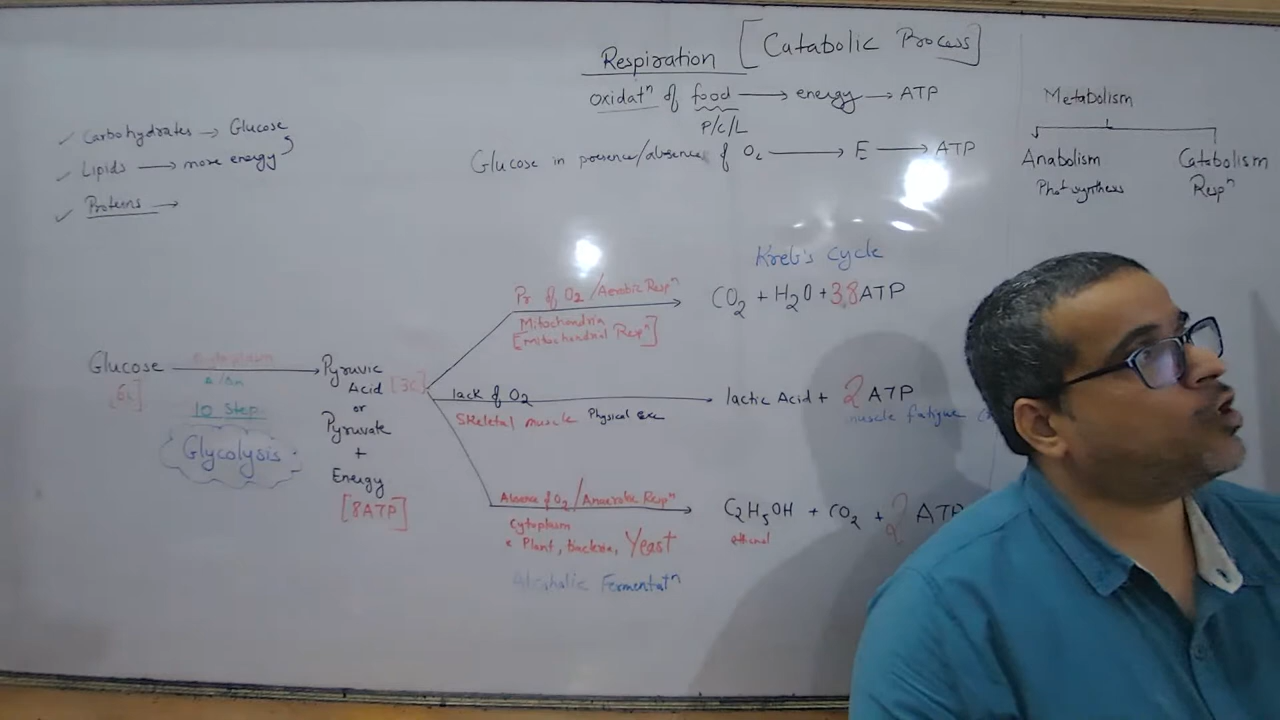 Respiration [Catabolic Process]
oxidatⁿ of food → energy → ATP
P/C/L
Glucose in presence/absence of O₂ → E → ATP
Metabolism
Anabolism
Photosynthesis
Catabolism
Respⁿ
✓ Carbohydrates → Glucose
✓ Lipids → more energy
✓ Proteins →
Glucose
[6C]
Cytoplasm
10 Step
Glycolysis
Pyruvic
Acid [3C]
or
Pyruvate
+
Energy
[8ATP]
Pr of O₂ / Aerobic Respⁿ
Mitochondria
[Mitochondrial Respⁿ]
Kreb's Cycle
CO₂ + H₂O + 38ATP
lack of O₂
Skeletal muscle Physical exe
lactic Acid + 2 ATP
muscle fatigue
Absence of O₂ / Anaerobic Respⁿ
Cytoplasm
* Plant, bacteria, Yeast
Alcoholic Fermentatⁿ
C₂H₅OH + CO₂ + 2 ATP
ethanol